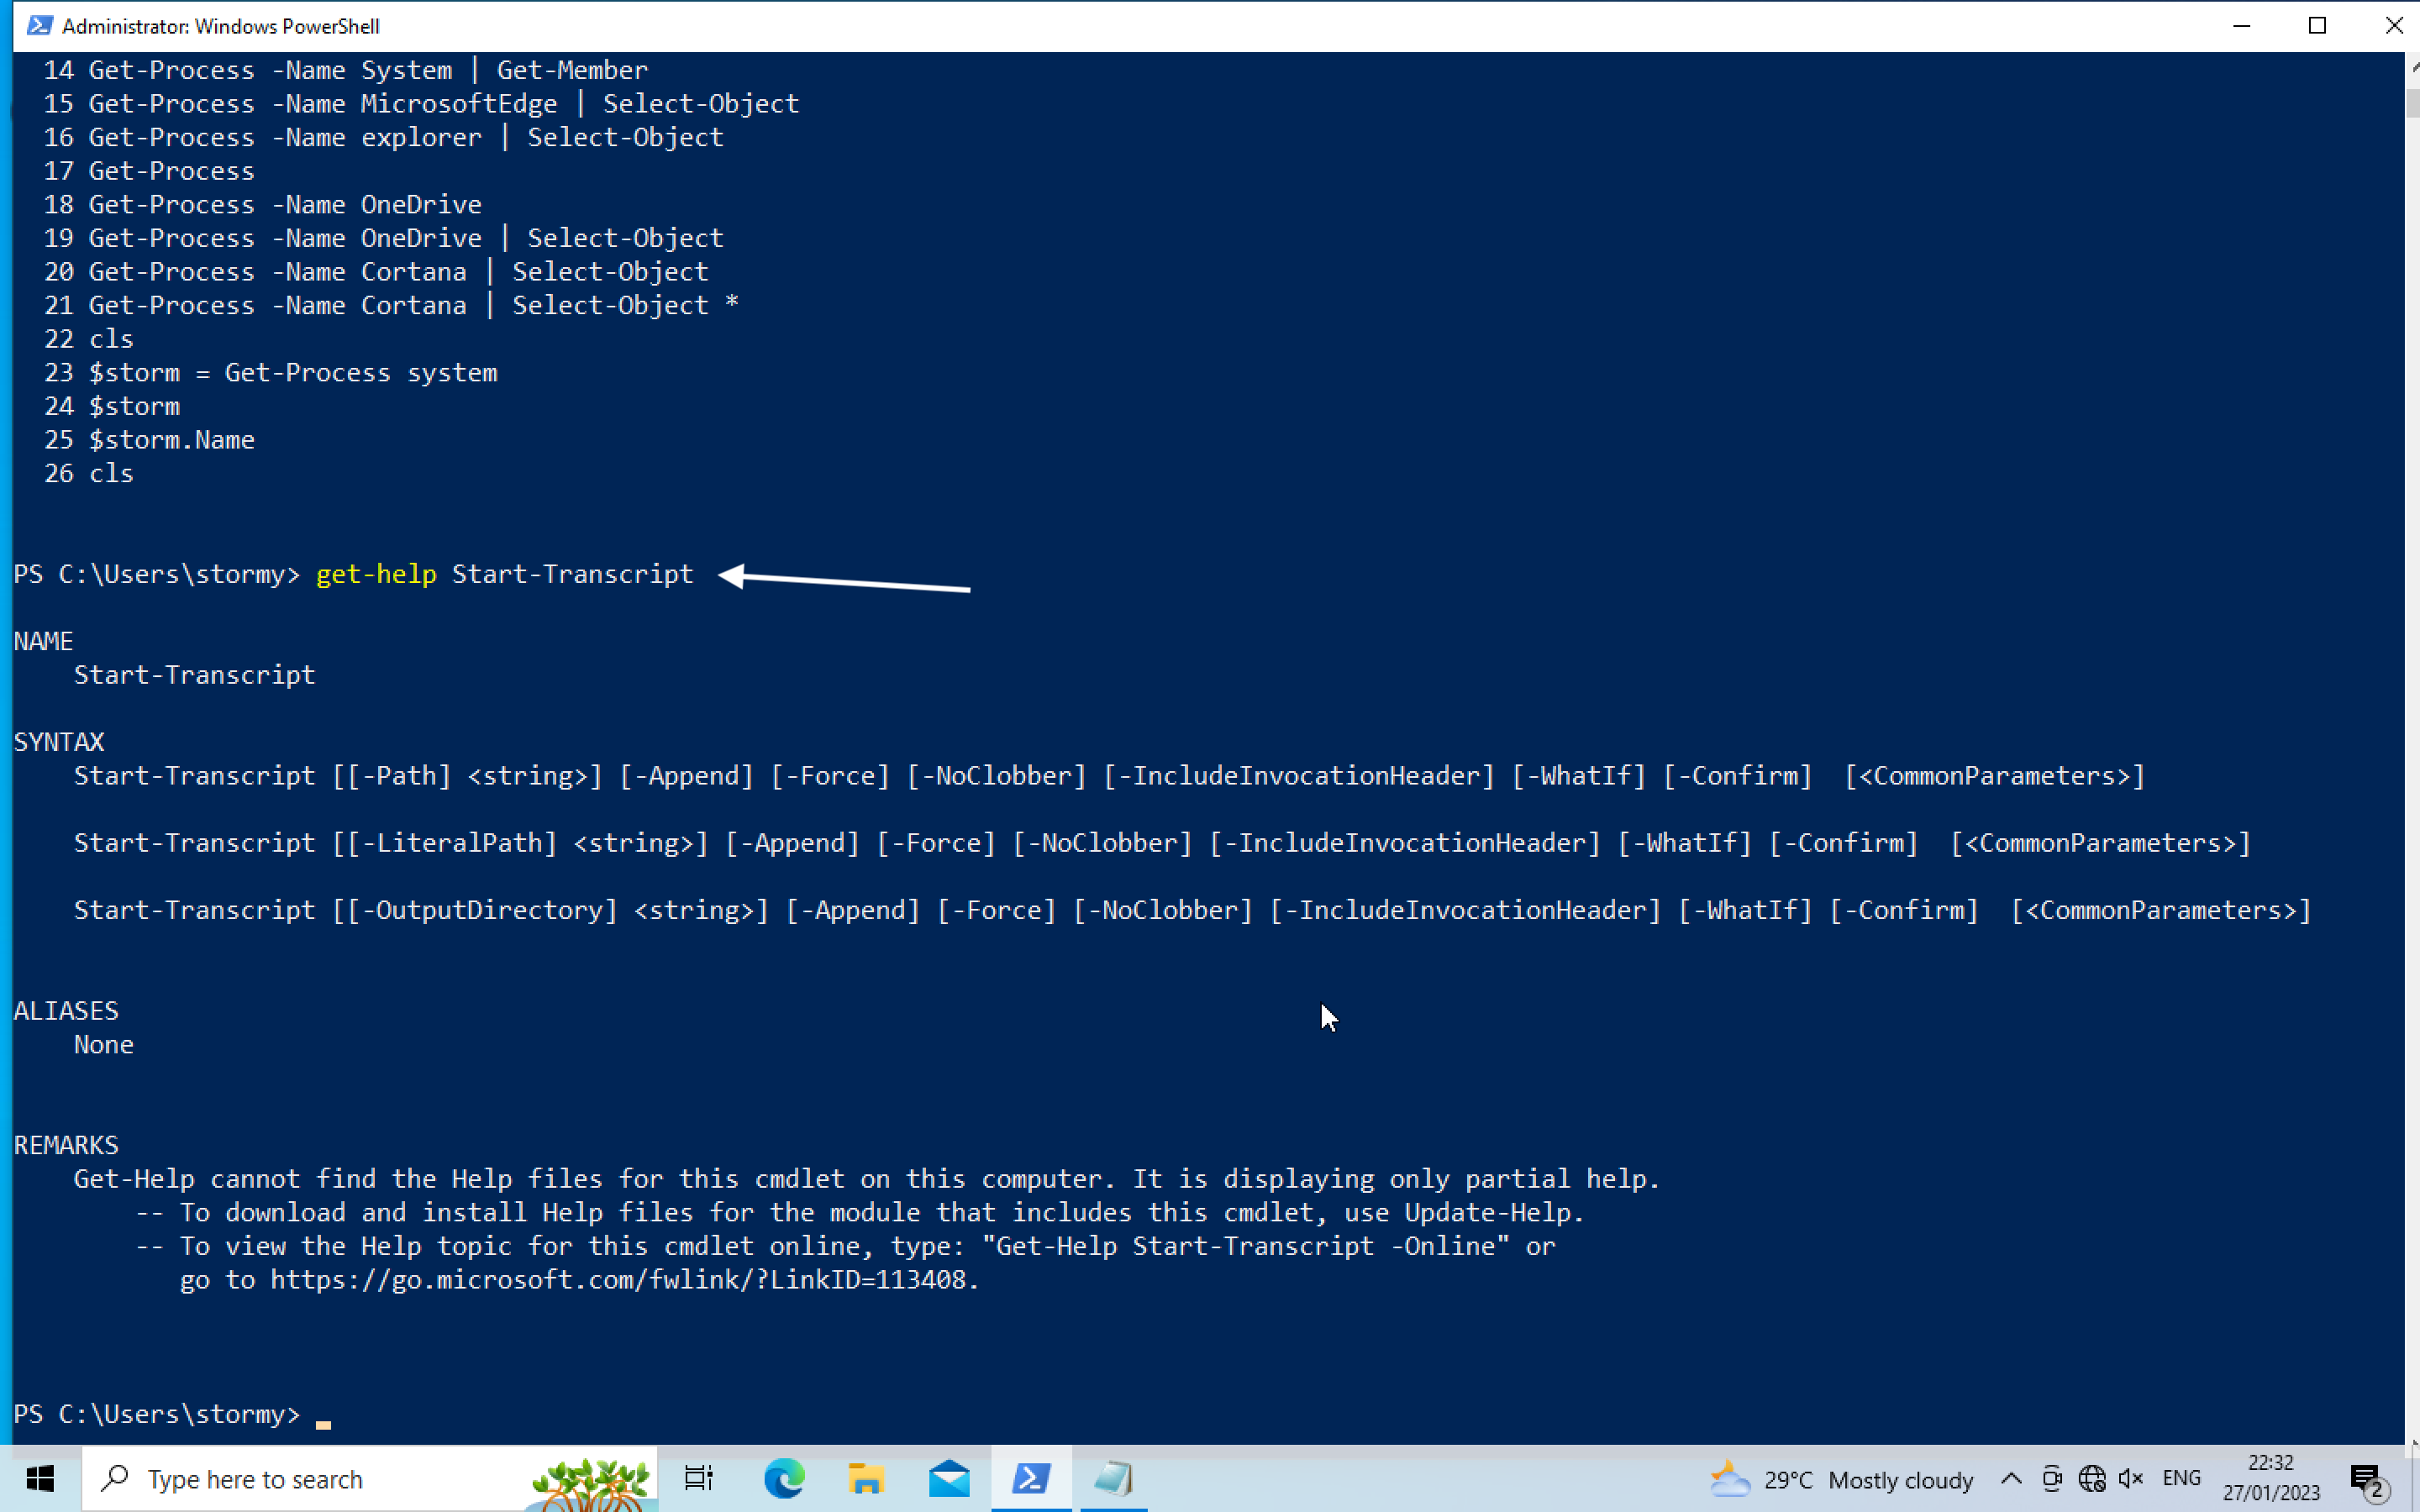 Administrator: Windows PowerShell
14 Get-Process -Name System | Get-Member
15 Get-Process -Name MicrosoftEdge | Select-Object
16 Get-Process -Name explorer | Select-Object
17 Get-Process
18 Get-Process -Name OneDrive
19 Get-Process -Name OneDrive | Select-Object
20 Get-Process -Name Cortana | Select-Object
21 Get-Process -Name Cortana | Select-Object *
22 cls
23 $storm = Get-Process system
24 $storm
25 $storm.Name
26 cls
PS C:\Users\stormy> get-help Start-Transcript
NAME
Start-Transcript
SYNTAX
Start-Transcript [[-Path] <string>] [-Append] [-Force] [-NoClobber] [-IncludeInvocationHeader] [-WhatIf] [-Confirm]  [<CommonParameters>]
Start-Transcript [[-LiteralPath] <string>] [-Append] [-Force] [-NoClobber] [-IncludeInvocationHeader] [-WhatIf] [-Confirm]  [<CommonParameters>]
Start-Transcript [[-OutputDirectory] <string>] [-Append] [-Force] [-NoClobber] [-IncludeInvocationHeader] [-WhatIf] [-Confirm]  [<CommonParameters>]
ALIASES
None
REMARKS
Get-Help cannot find the Help files for this cmdlet on this computer. It is displaying only partial help.
-- To download and install Help files for the module that includes this cmdlet, use Update-Help.
-- To view the Help topic for this cmdlet online, type: "Get-Help Start-Transcript -Online" or
go to https://go.microsoft.com/fwlink/?LinkID=113408.
PS C:\Users\stormy>
Type here to search
29°C Mostly cloudy
ENG
22:32
27/01/2023
2